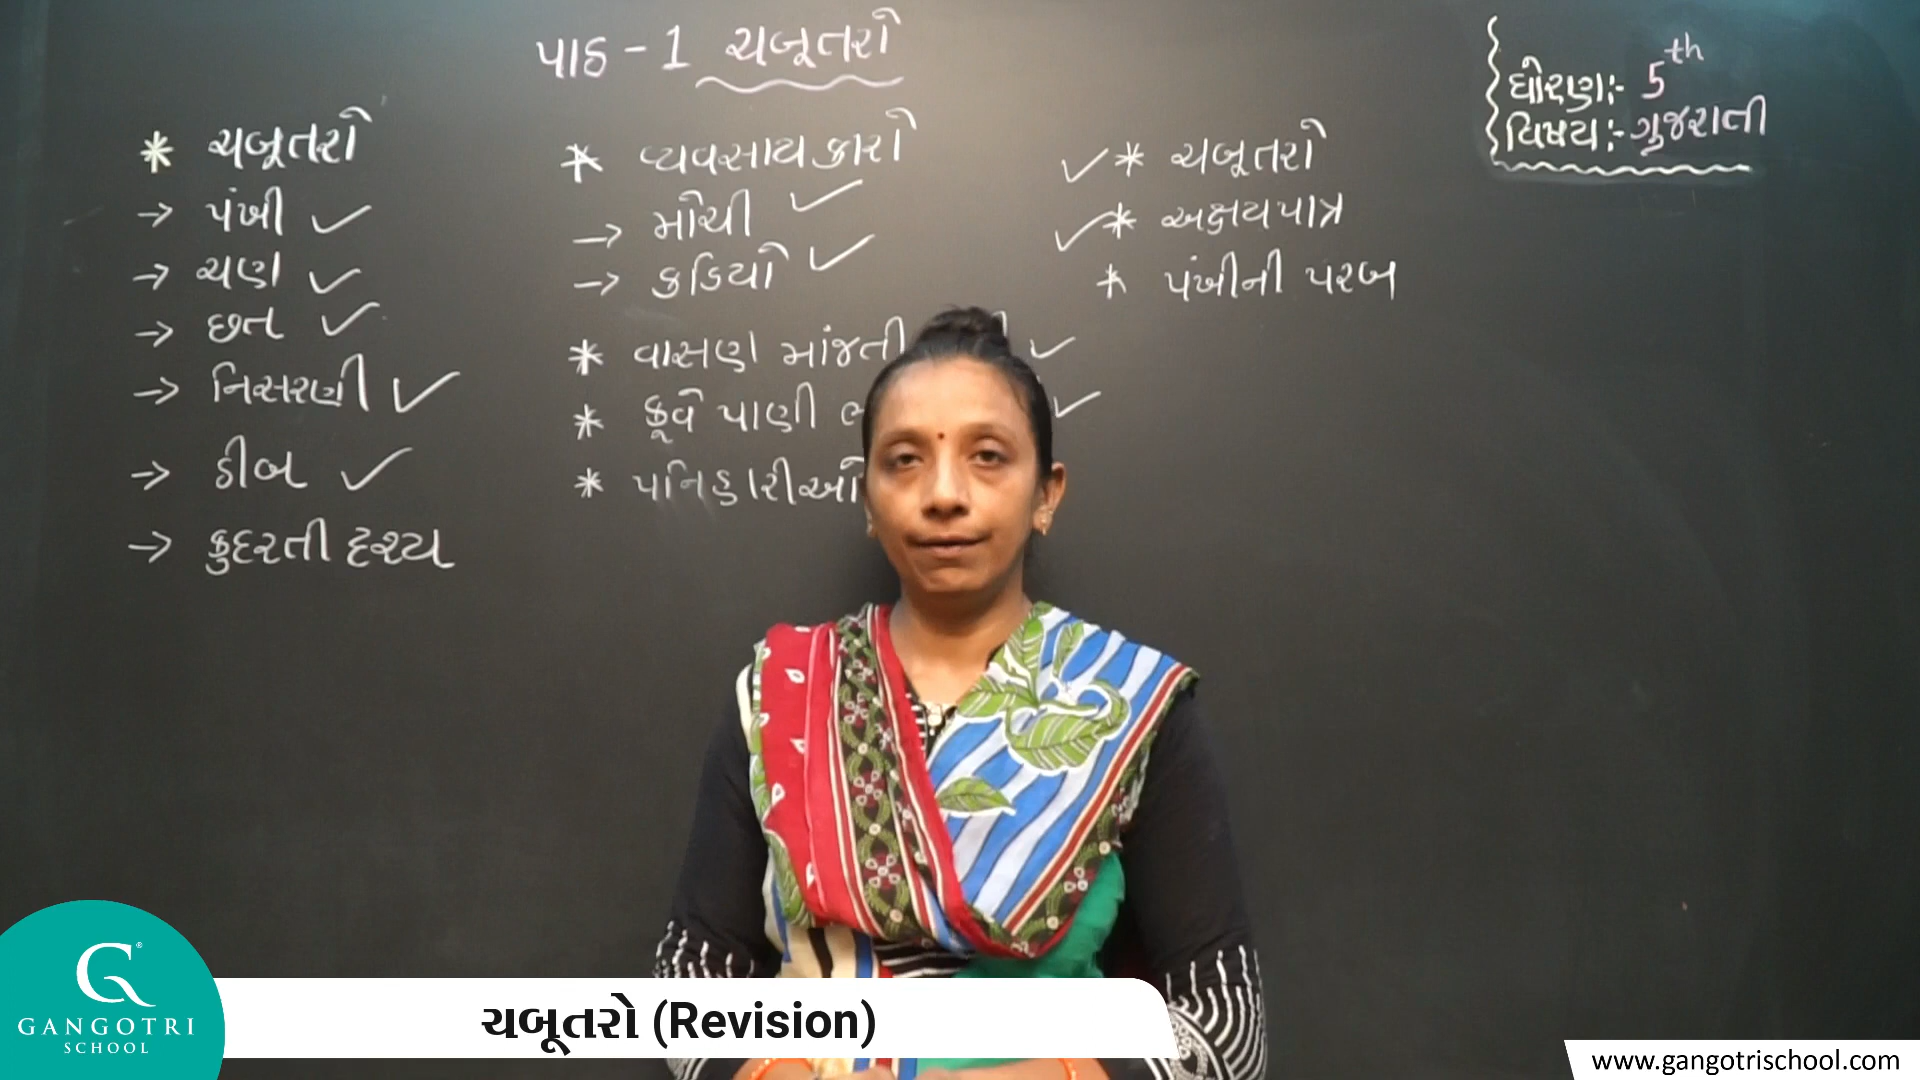 પાઠ - 1 ચબૂતરો
ધોરણ:- 5th
વિષય:- ગુજરાતી
* ચબૂતરો
→ પંખી ✓
→ ચણ ✓
→ છત ✓
→ નિસરણી ✓
→ ડીબ ✓
→ કુદરતી દશ્ય
* વ્યવસાયકારો
→ મોચી ✓
→ કડિયો ✓
* વાસણ માંજતી ✓
* કૂવે પાણી ✓
* પનિહારીઓ
✓ * ચબૂતરો
✓ * અક્ષયપાત્ર
* પંખીની પરબ
GANGOTRI
SCHOOL
ચબૂતરો (Revision)
www.gangotrischool.com